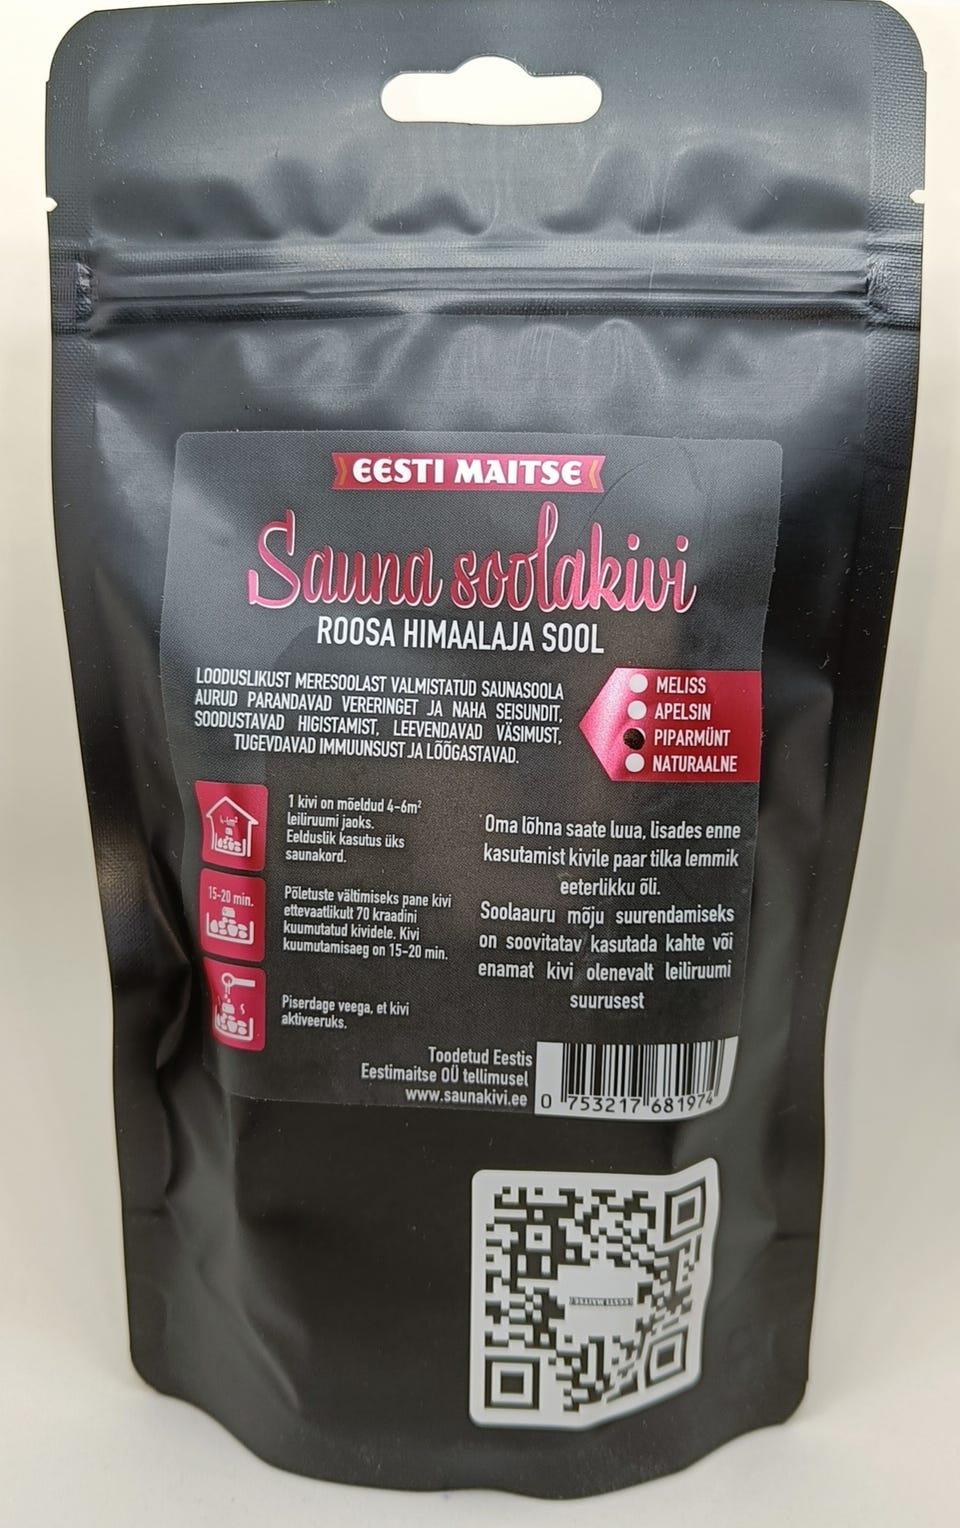 EESTI MAITSE
Sauna soolakivi
ROOSA HIMAALAJA SOOL
LOODUSLIKUST MERESOOLAST VALMISTATUD SAUNASOOLA
AURUD PARANDAVAD VERERINGET JA NAHA SEISUNDIT,
SOODUSTAVAD HIGISTAMIST, LEEVENDAVAD VÄSIMUST,
TUGEVDAVAD IMMUUNSUST JA LÕÕGASTAVAD.
MELISS
APELSIN
PIPARMÜNT
NATURAALNE
1 kivi on mõeldud 4-6m²
leiliruumi jaoks.
Eelduslik kasutus üks
saunakord.
15-20 min.
Põletuste vältimiseks pane kivi
ettevaatlikult 70 kraadini
kuumutatud kividele. Kivi
kuumutamisaeg on 15-20 min.
Piserdage veega, et kivi
aktiveeruks.
Oma lõhna saate luua, lisades enne
kasutamist kivile paar tilka lemmik
eeterlikku õli.
Soolaauru mõju suurendamiseks
on soovitatav kasutada kahte või
enamat kivi olenevalt leiliruumi
suurusest
Toodetud Eestis
Eestimaitse OÜ tellimusel
www.saunakivi.ee
0 753217 681974
EESTI MAITSE